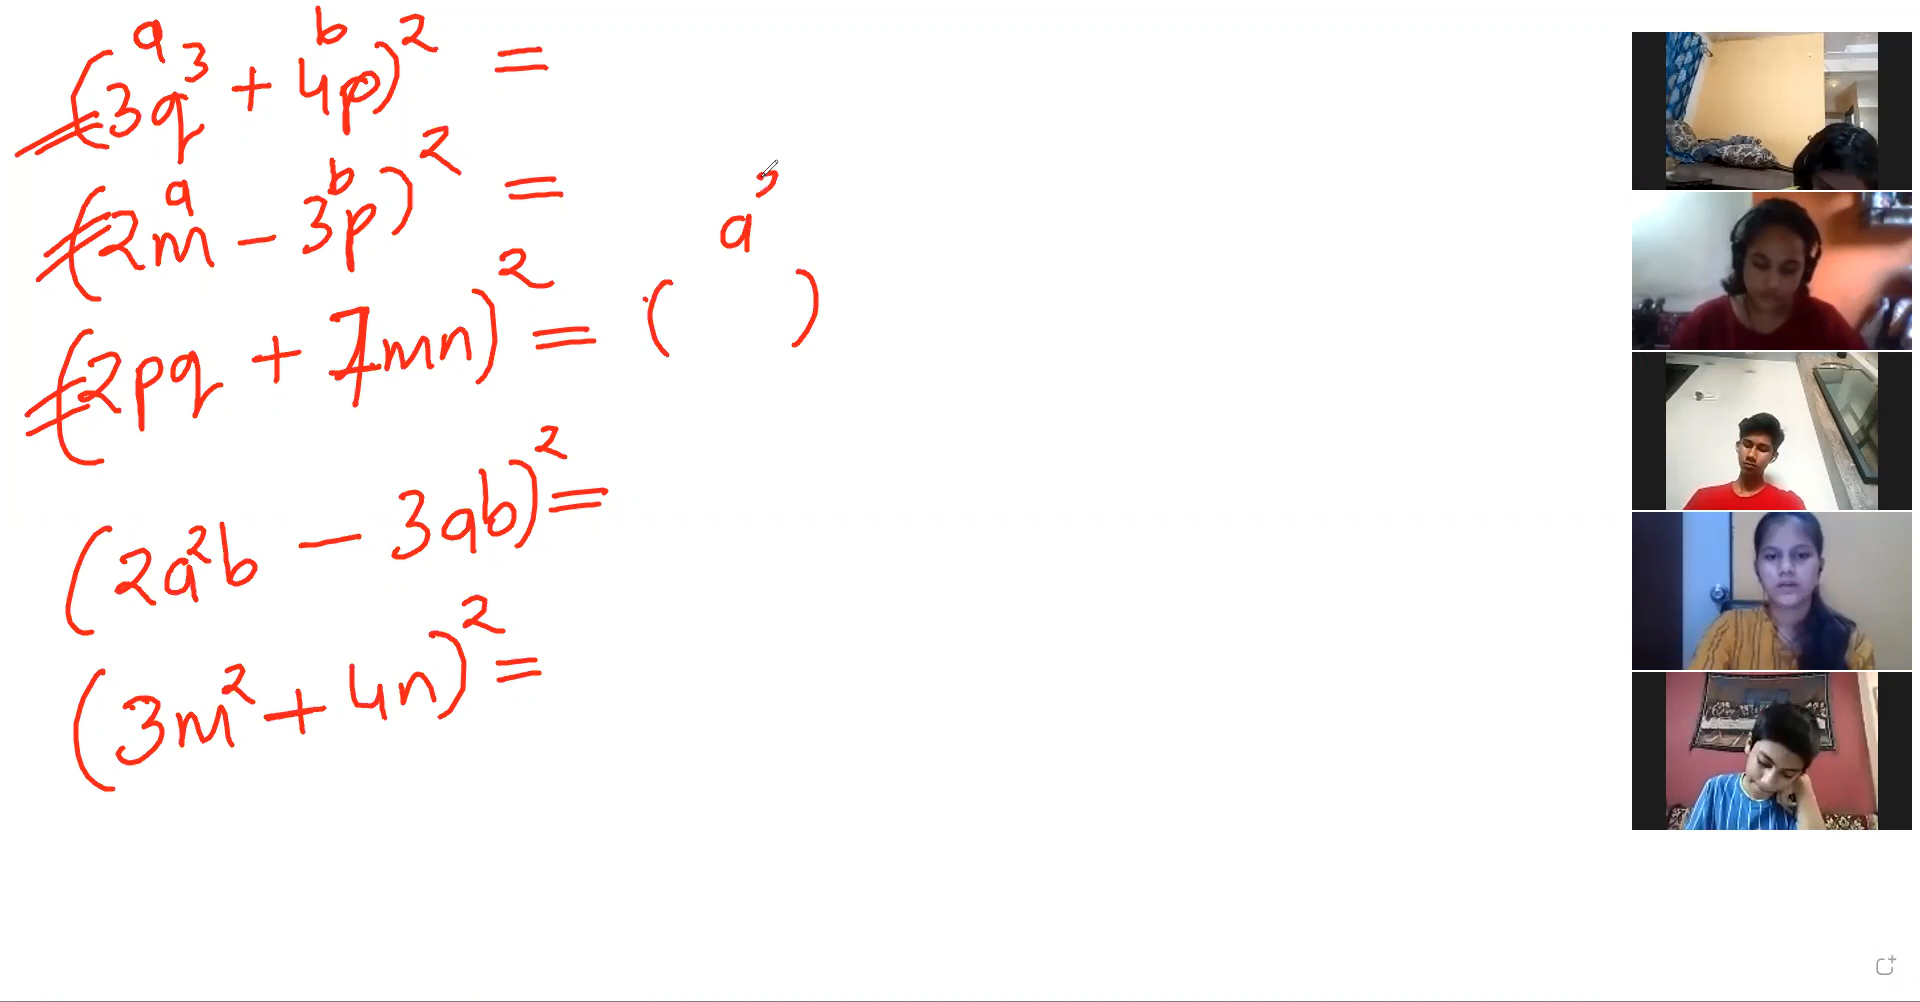 a b
(3q³ + 4p)² =
a b
(2m - 3p)² =
a
(2pq + 7mn)² = ( )
(2a²b - 3ab)² =
(3m² + 4n)² =